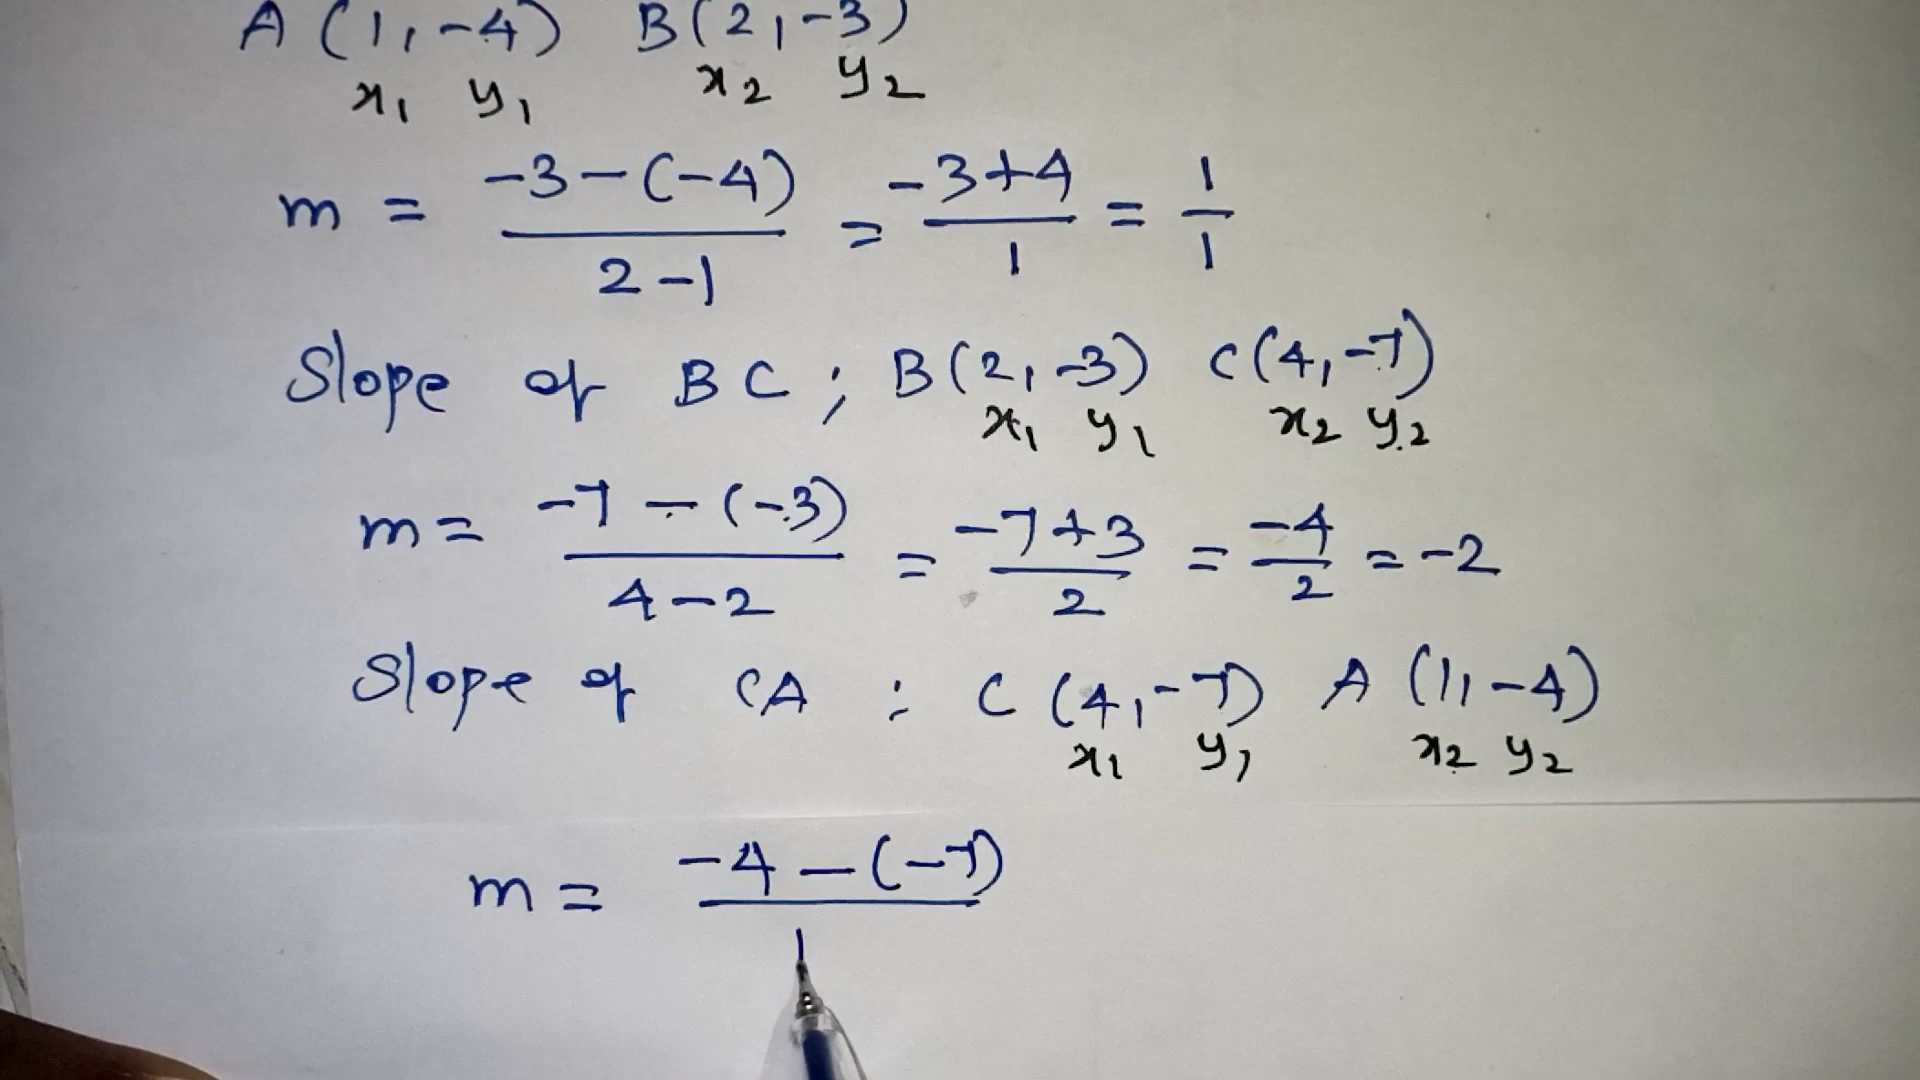 A (1, -4) B(2, -3)
x1 y1 x2 y2
m = -3-(-4)/2-1 = -3+4/1 = 1/1
Slope of BC ; B(2, -3) C(4, -7)
x1 y1 x2 y2
m = -7 - (-3)/4-2 = -7+3/2 = -4/2 = -2
Slope of CA : C (4, -7) A (1, -4)
x1 y1 x2 y2
m = -4-(-7)/1